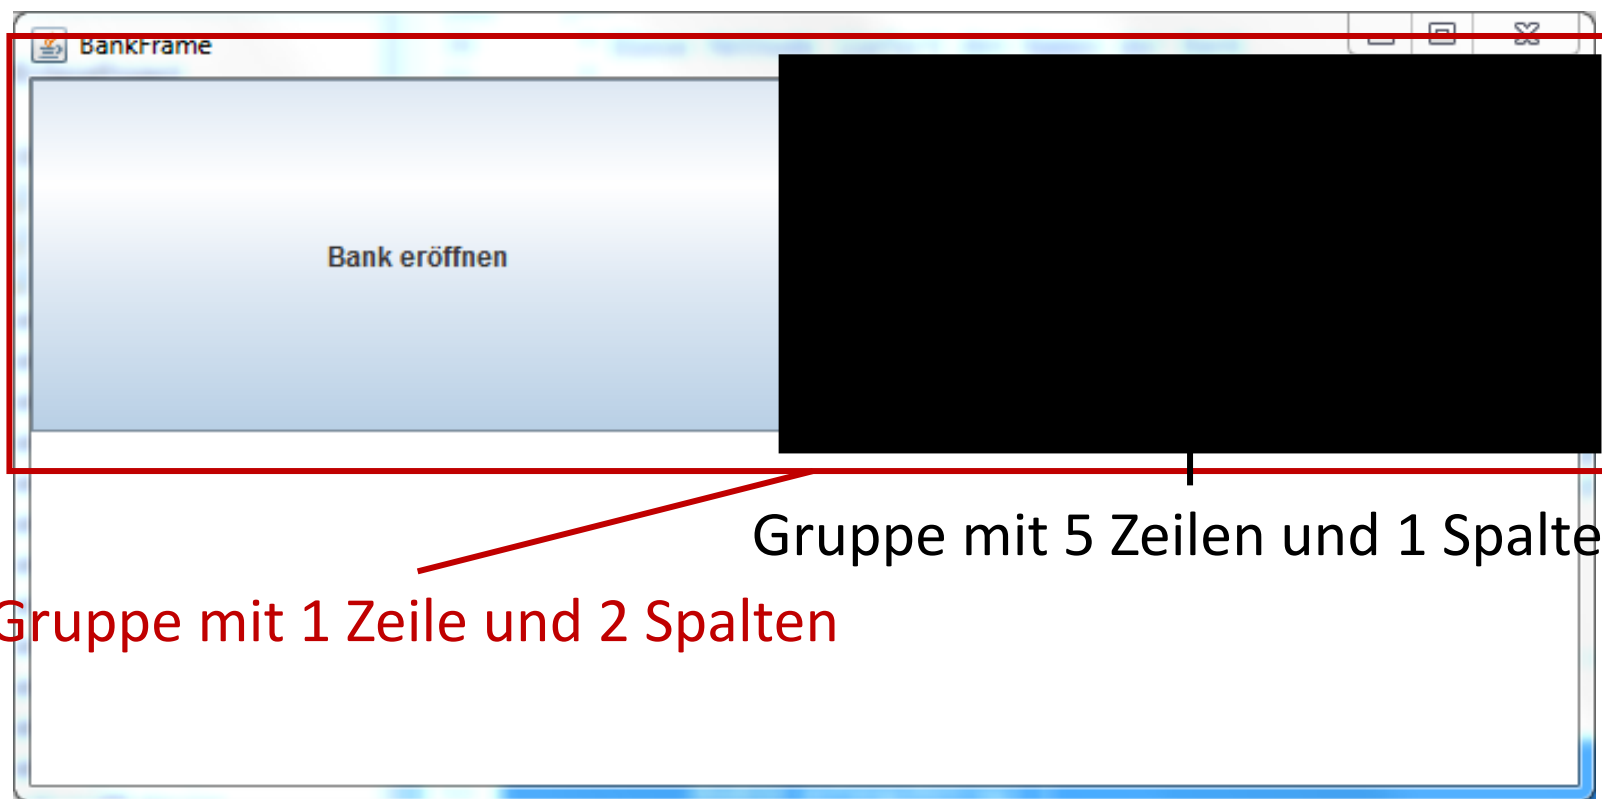 BankFrame
Bank eröffnen
Gruppe mit 5 Zeilen und 1 Spalte
Gruppe mit 1 Zeile und 2 Spalten